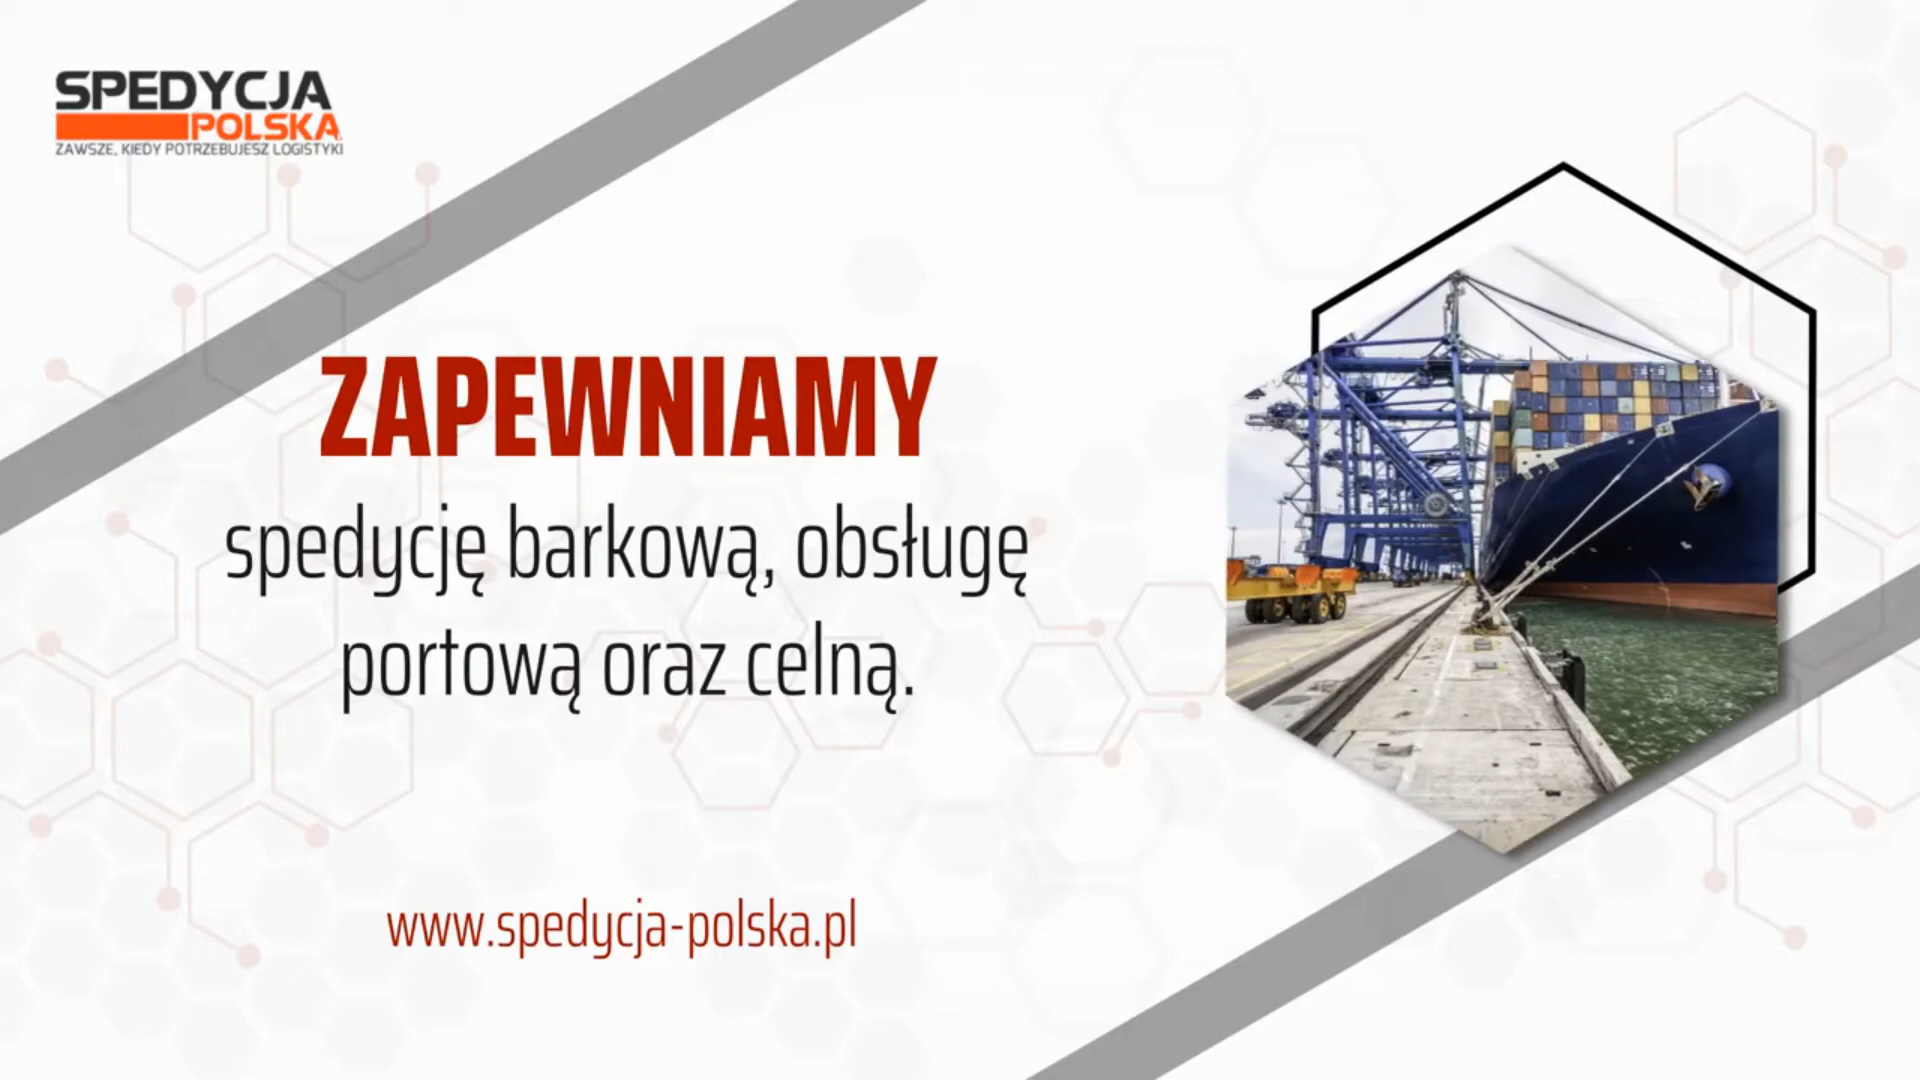 SPEDYCJA
POLSKA
ZAWSZE, KIEDY POTRZEBUJESZ LOGISTYKI
ZAPEWNIAMY
spedycję barkową, obsługę
portową oraz celną.
www.spedycja-polska.pl